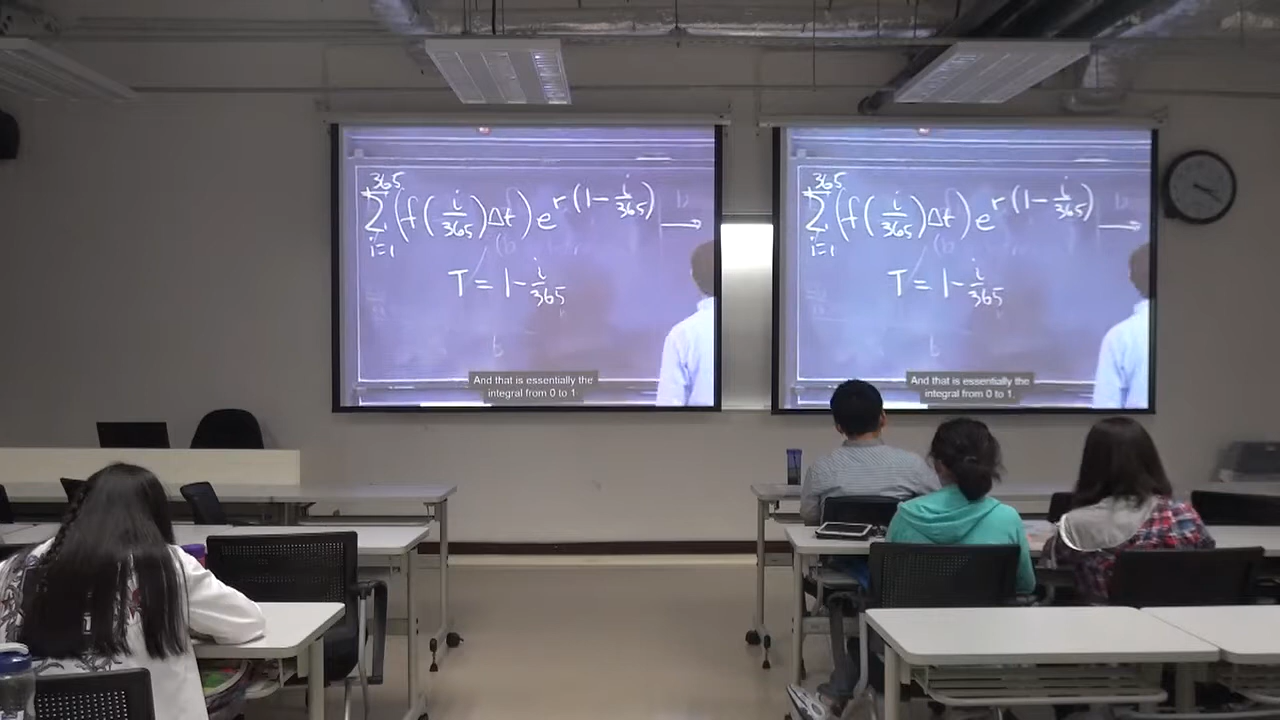 365
Σ (f(i/365)Δt) e^r(1-i/365) →
i=1
T = 1 - i/365
b
And that is essentially the
integral from 0 to 1.
365
Σ (f(i/365)Δt) e^r(1-i/365) →
i=1
T = 1 - i/365
b
And that is essentially the
integral from 0 to 1.